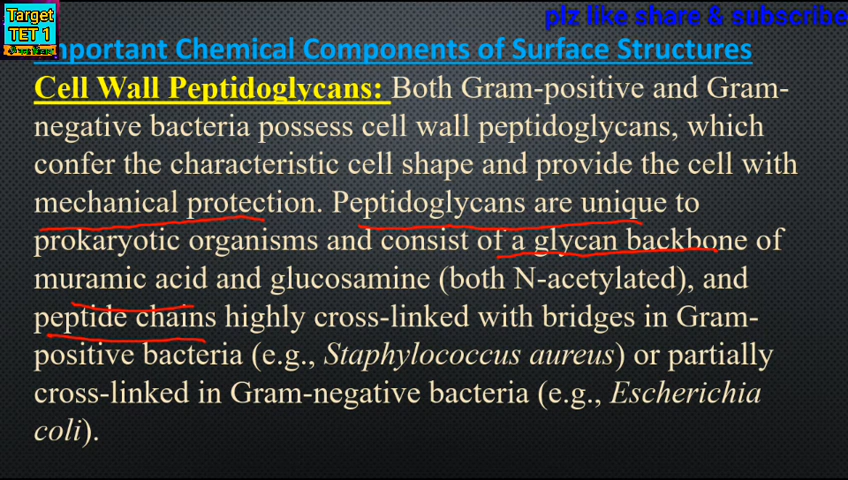 Target
TET 1
plz like share & subscribe
Important Chemical Components of Surface Structures
Cell Wall Peptidoglycans: Both Gram-positive and Gram-
negative bacteria possess cell wall peptidoglycans, which
confer the characteristic cell shape and provide the cell with
mechanical protection. Peptidoglycans are unique to
prokaryotic organisms and consist of a glycan backbone of
muramic acid and glucosamine (both N-acetylated), and
peptide chains highly cross-linked with bridges in Gram-
positive bacteria (e.g., Staphylococcus aureus) or partially
cross-linked in Gram-negative bacteria (e.g., Escherichia
coli).